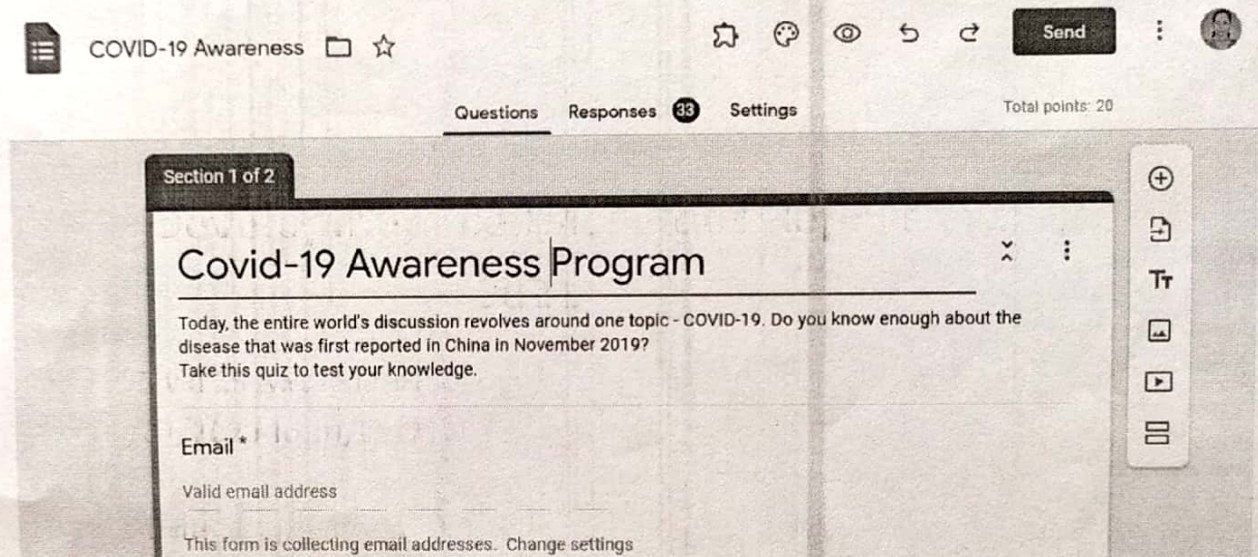 COVID-19 Awareness
Send
Questions Responses 33 Settings
Total points: 20
Section 1 of 2
Covid-19 Awareness Program
Today, the entire world's discussion revolves around one topic - COVID-19. Do you know enough about the
disease that was first reported in China in November 2019?
Take this quiz to test your knowledge.
Email *
Valid email address
This form is collecting email addresses. Change settings
Tt